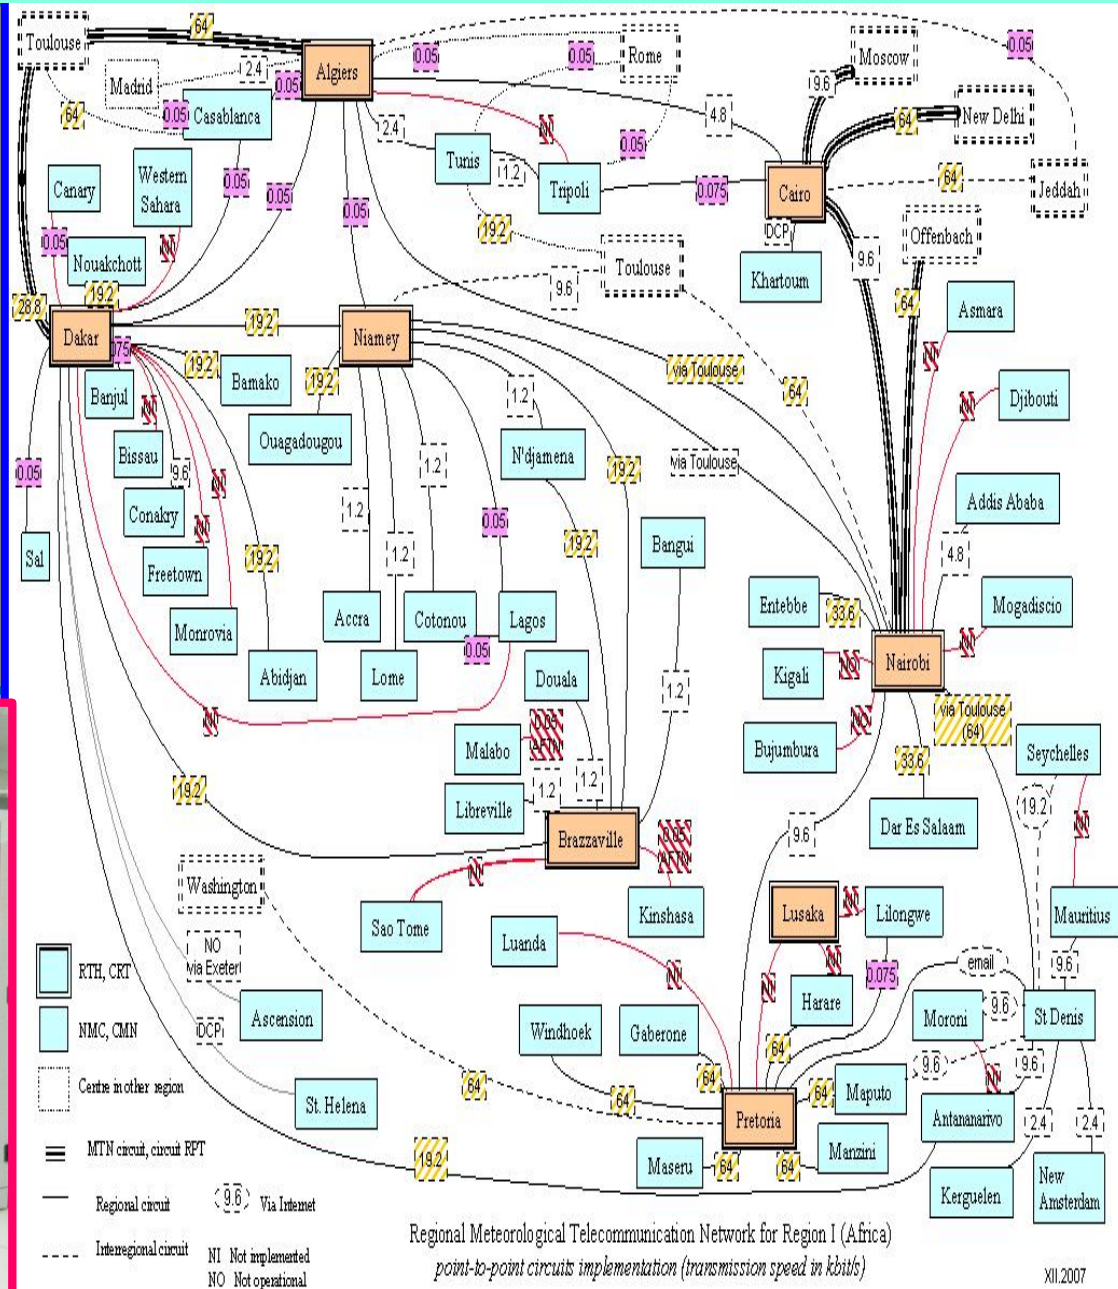 Toulouse
64
Algiers
Madrid
2.4
0.05
0.05
Rome
0.05
Moscow
0.05
9.6
New Delhi
64
4.8
64
0.05
Casablanca
2.4
NI
Tunis
1.2
0.05
Tripoli
0.075
Cairo
64
Jeddah
Canary
Western
Sahara
0.05
0.05
0.05
19.2
DCP
Offenbach
0.05
NI
Nouakchott
Toulouse
Khartoum
9.6
28.8
19.2
9.6
64
Asmara
Dakar
19.2
Niamey
075
19.2
Bamako
19.2
via Toulouse
64
NI
Banjul
NI
Ouagadougou
1.2
NI
Djibouti
Bissau
9.6
NI
1.2
N'djamena
19.2
via Toulouse
0.05
Conakry
NI
1.2
0.05
Addis Ababa
Sal
Freetown
19.2
1.2
19.2
Bangui
4.8
Monrovia
Accra
Cotonou
Lagos
Entebbe
33.6
Mogadiscio
0.05
NI
Abidjan
Lome
Douala
Kigali
NO
Nairobi
NI
Malabo
0.05
AFTN
1.2
Bujumbura
NO
via Toulouse
(64)
Seychelles
19.2
Libreville
1.2
1.2
33.6
19.2
Brazzaville
0.05
AFTN
9.6
Dar Es Salaam
NI
Washington
NI
Sao Tome
Kinshasa
Lusaka
NI
Lilongwe
Mauritius
Luanda
NI
NI
NI
0.075
email
9.6
RTH, CRT
NO
via Exeter
Harare
Moroni
9.6
St Denis
NMC, CMN
DCP
Ascension
Windhoek
Gaberone
64
9.6
9.6
Centre in other region
64
64
64
64
Maputo
NI
St. Helena
Pretoria
Antananarivo
2.4
2.4
MTN circuit, circuit RPT
19.2
Maseru
64
64
Manzini
Kerguelen
New
Amsterdam
Regional circuit
9.6
Via Internet
Interregional circuit
NI Not implemented
NO Not operational
Regional Meteorological Telecommunication Network for Region I (Africa)
point-to-point circuits implementation (transmission speed in kbit/s)
XII.2007